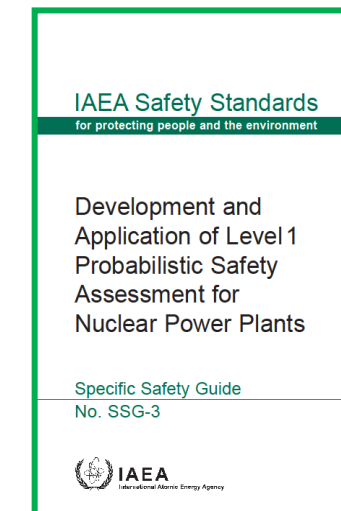 IAEA Safety Standards
for protecting people and the environment
Development and
Application of Level 1
Probabilistic Safety
Assessment for
Nuclear Power Plants
Specific Safety Guide
No. SSG-3
IAEA
International Atomic Energy Agency